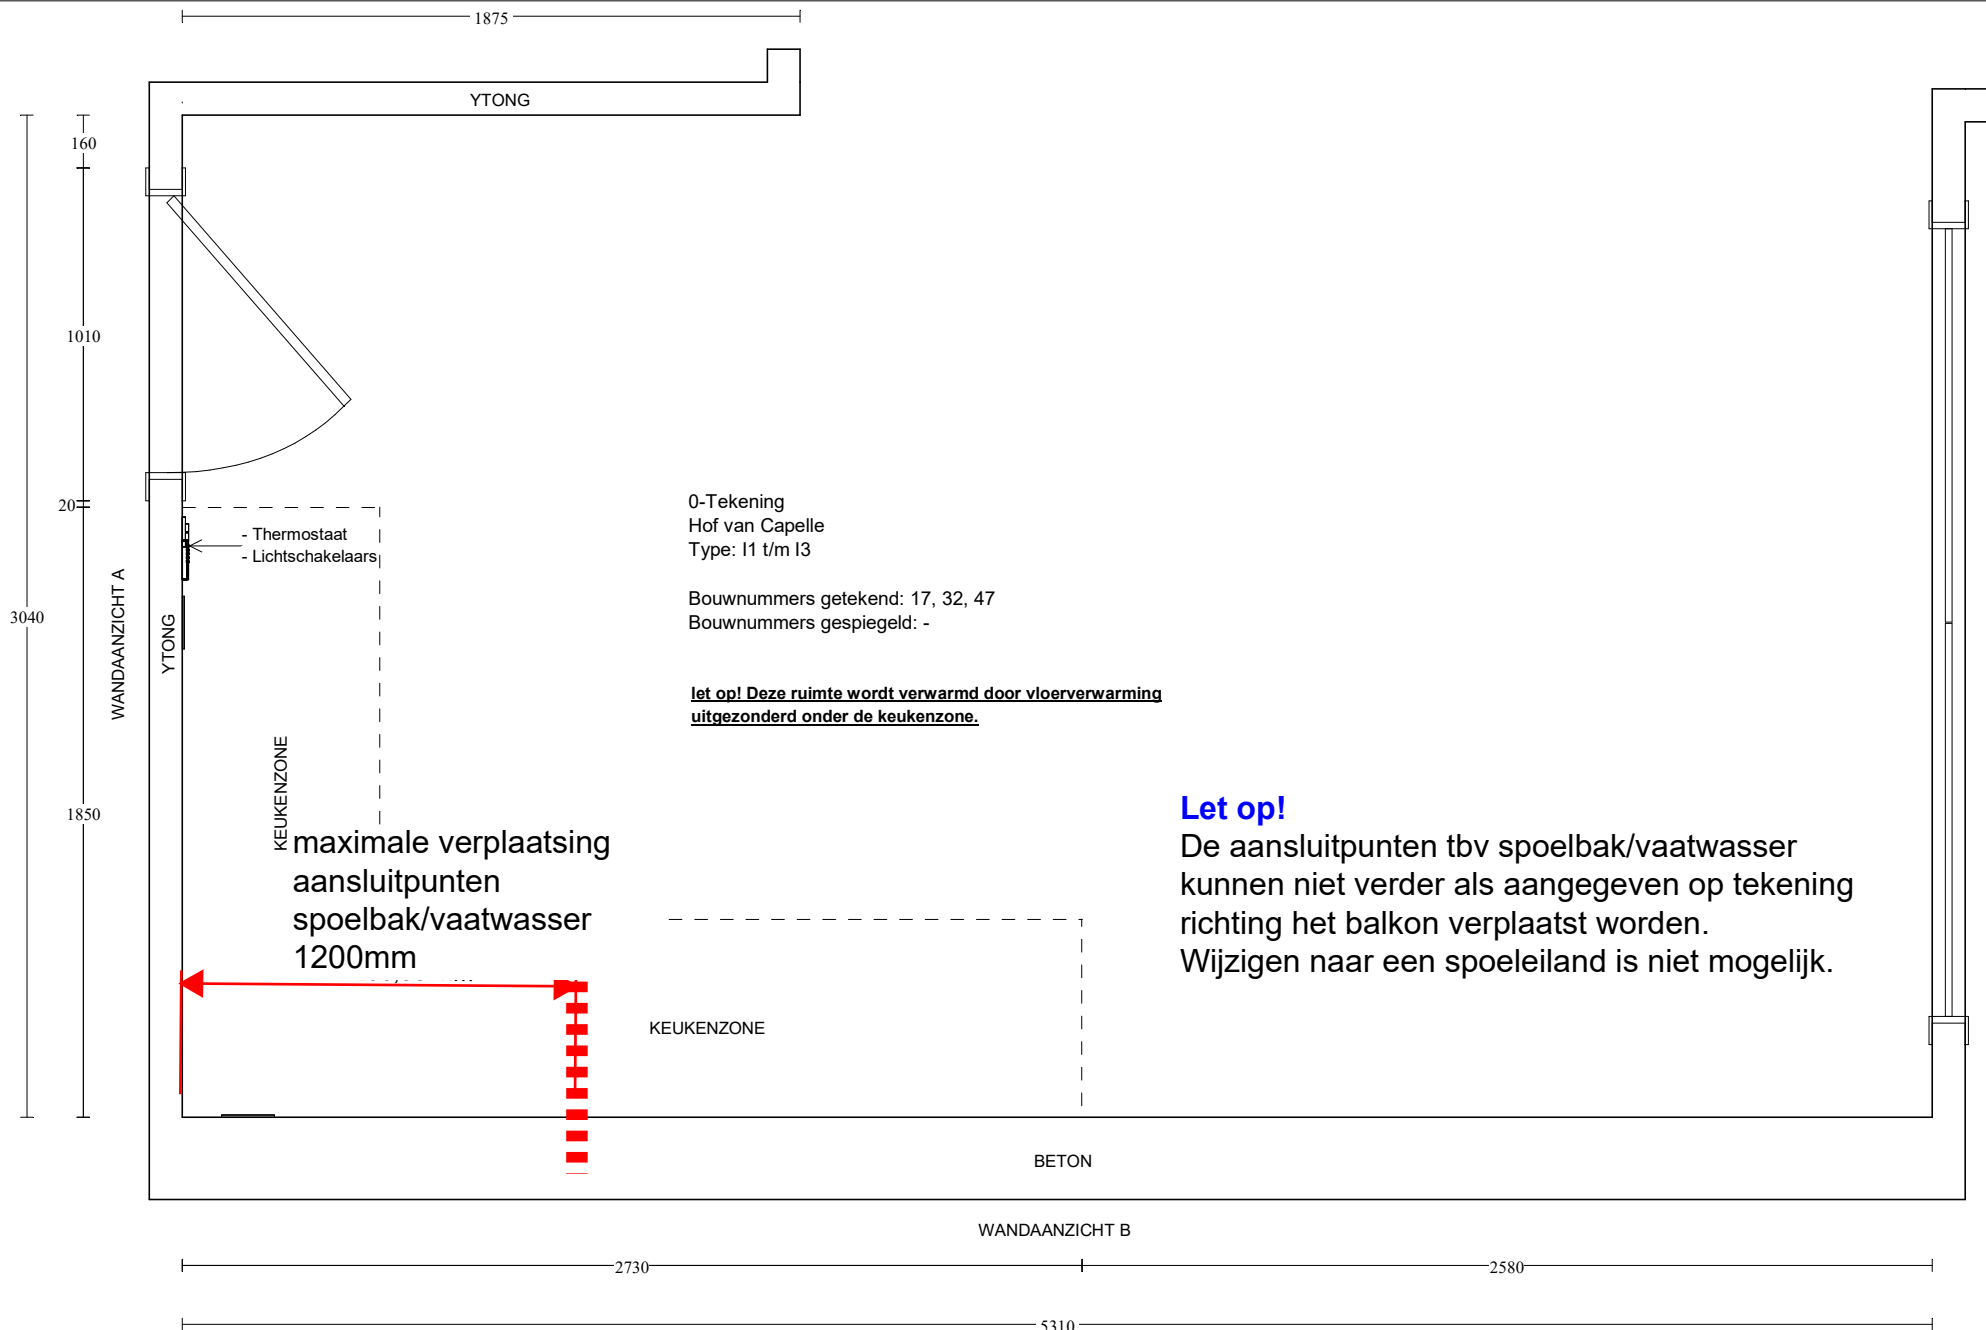 1875
YTONG
160
1010
20
- Thermostaat
- Lichtschakelaars
0-Tekening
Hof van Capelle
Type: I1 t/m I3
Bouwnummers getekend: 17, 32, 47
Bouwnummers gespiegeld: -
3040
WANDAANZICHT A
YTONG
let op! Deze ruimte wordt verwarmd door vloerverwarming
uitgezonderd onder de keukenzone.
KEUKENZONE
1850
maximale verplaatsing
aansluitpunten
spoelbak/vaatwasser
1200mm
Let op!
De aansluitpunten tbv spoelbak/vaatwasser
kunnen niet verder als aangegeven op tekening
richting het balkon verplaatst worden.
Wijzigen naar een spoeleiland is niet mogelijk.
KEUKENZONE
BETON
WANDAANZICHT B
2730
2580
5310